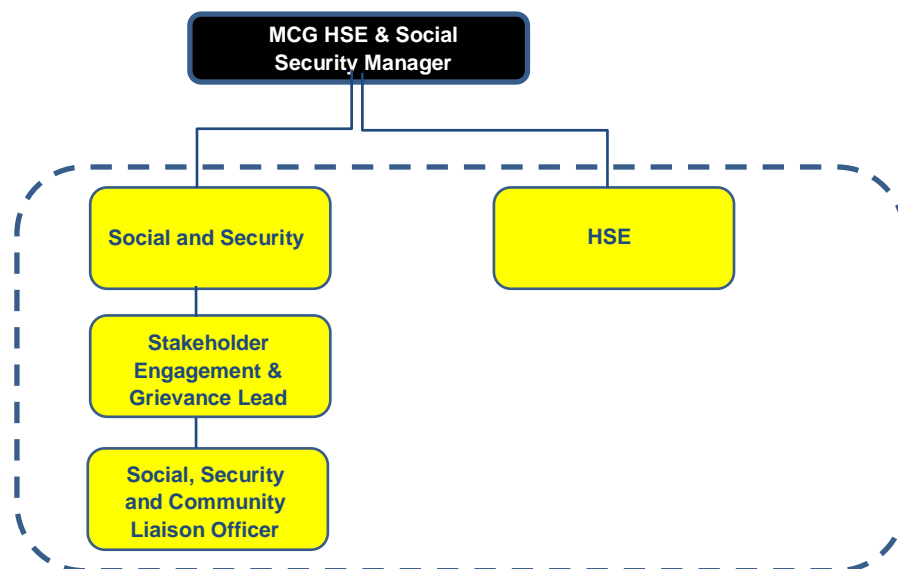 MCG HSE & Social
Security Manager
Social and Security
HSE
Stakeholder
Engagement &
Grievance Lead
Social, Security
and Community
Liaison Officer